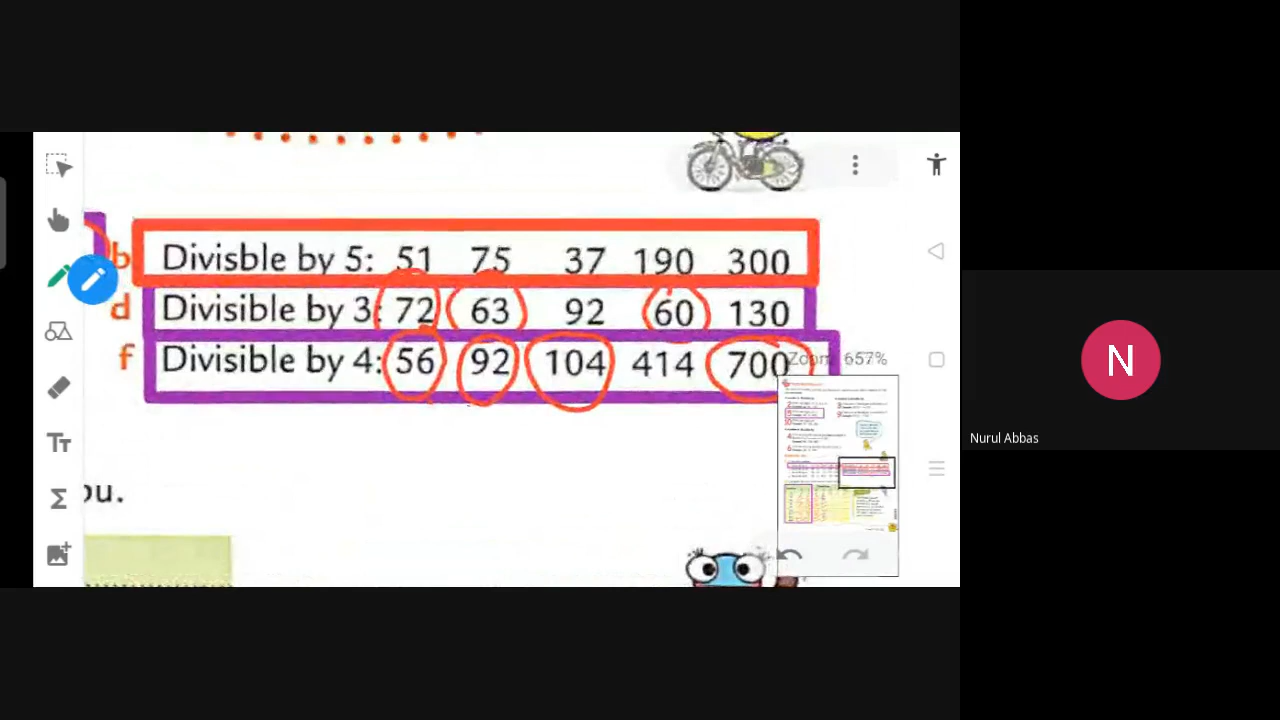 b Divisble by 5: 51 75 37 190 300
d Divisible by 3: 72 63 92 60 130
f Divisible by 4: 56 92 104 414 700
Zoom: 657%
ou.
Tт
Σ
N
Nurul Abbas